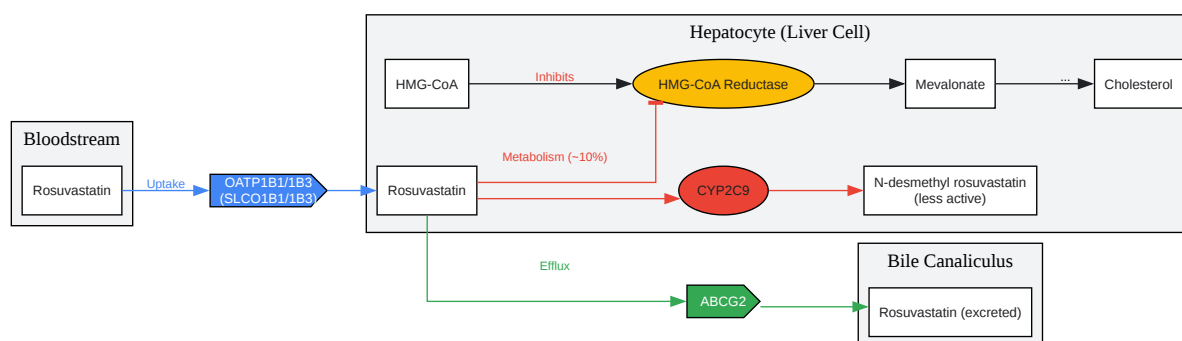 Hepatocyte (Liver Cell)
HMG-CoA
Inhibits
HMG-CoA Reductase
Mevalonate
...
Cholesterol
Bloodstream
Rosuvastatin
Uptake
OATP1B1/1B3
(SLCO1B1/1B3)
Rosuvastatin
Metabolism (~10%)
CYP2C9
N-desmethyl rosuvastatin
(less active)
Efflux
ABCG2
Bile Canaliculus
Rosuvastatin (excreted)